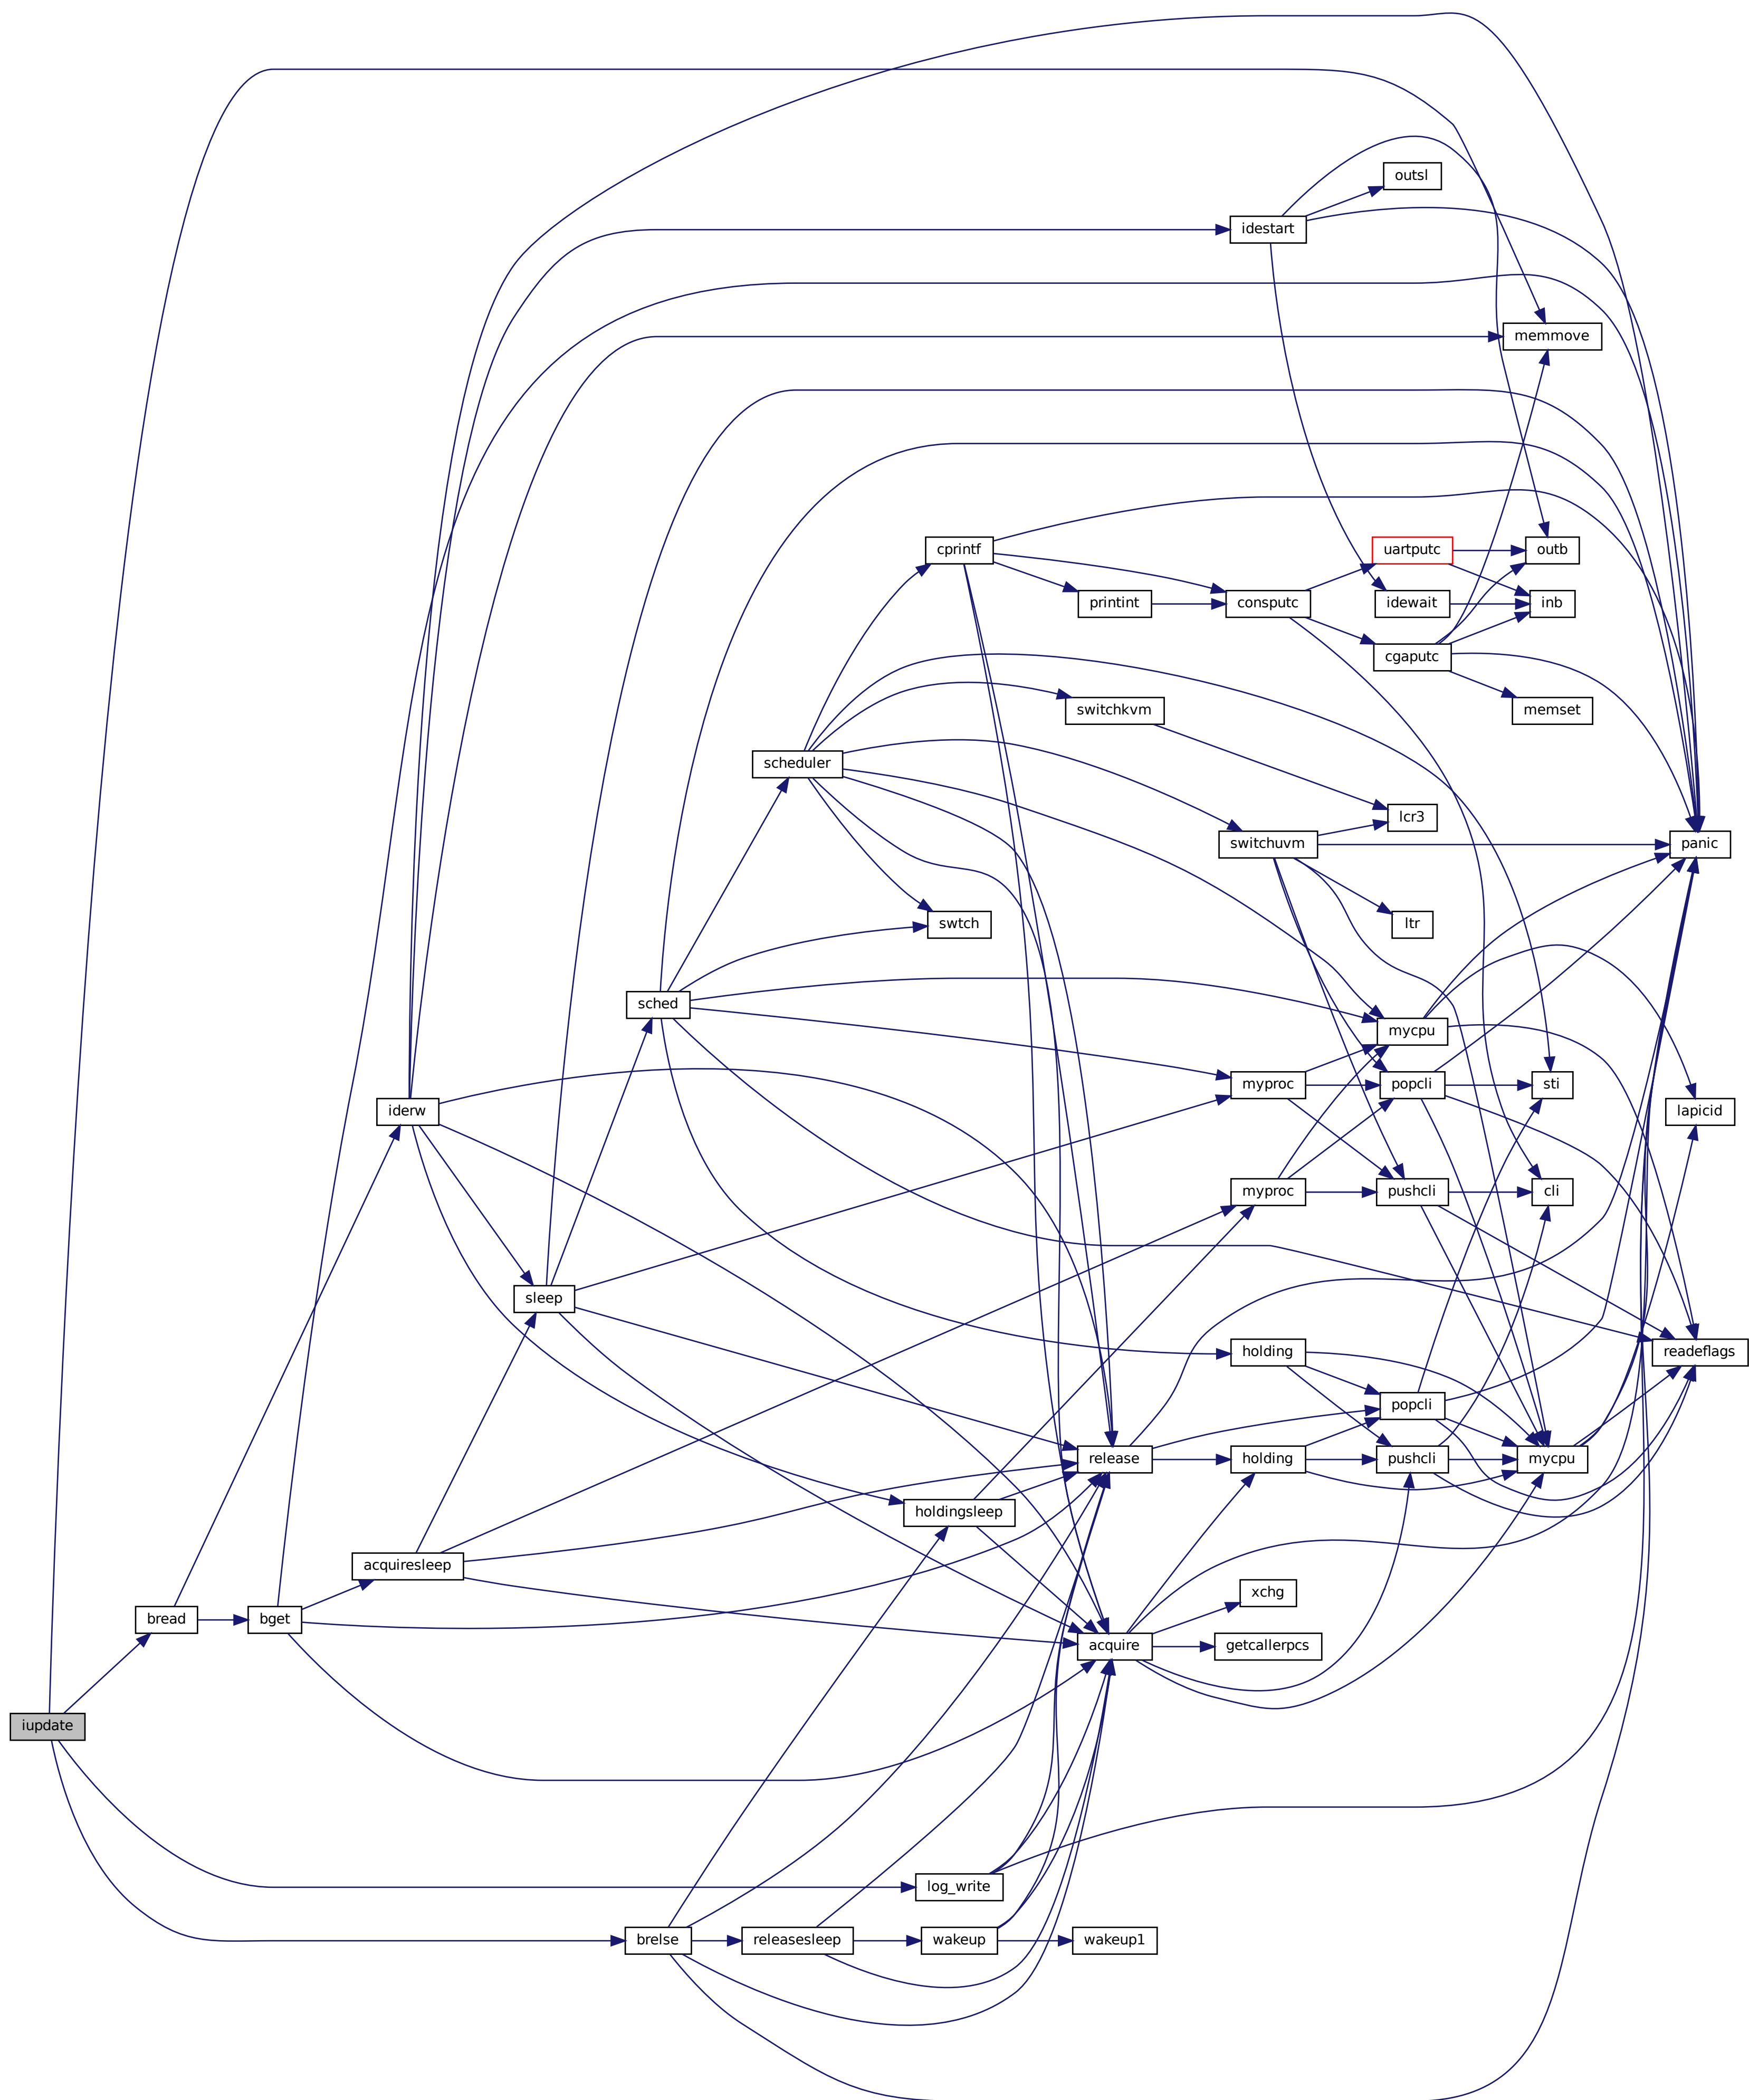 outsl
idestart
memmove
cprintf
uartputc
outb
printint
consputc
idewait
inb
cgaputc
switchkvm
memset
scheduler
lcr3
switchuvm
panic
swtch
ltr
sched
mycpu
iderw
myproc
popcli
sti
lapicid
myproc
pushcli
cli
sleep
holding
readeflags
popcli
release
holding
pushcli
mycpu
holdingsleep
acquiresleep
xchg
bread
bget
acquire
getcallerpcs
iupdate
log_write
brelse
releasesleep
wakeup
wakeup1